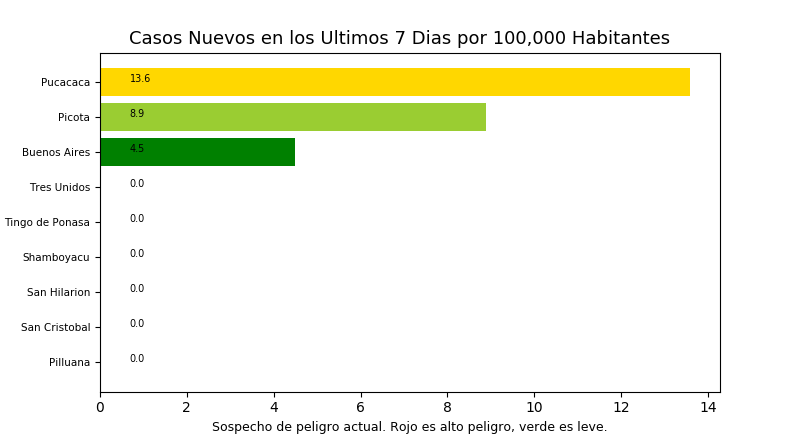 Casos Nuevos en los Ultimos 7 Dias por 100,000 Habitantes
Pucacaca 13.6
Picota 8.9
Buenos Aires 4.5
Tres Unidos 0.0
Tingo de Ponasa 0.0
Shamboyacu 0.0
San Hilarion 0.0
San Cristobal 0.0
Pilluana 0.0
0 2 4 6 8 10 12 14
Sospecho de peligro actual. Rojo es alto peligro, verde es leve.